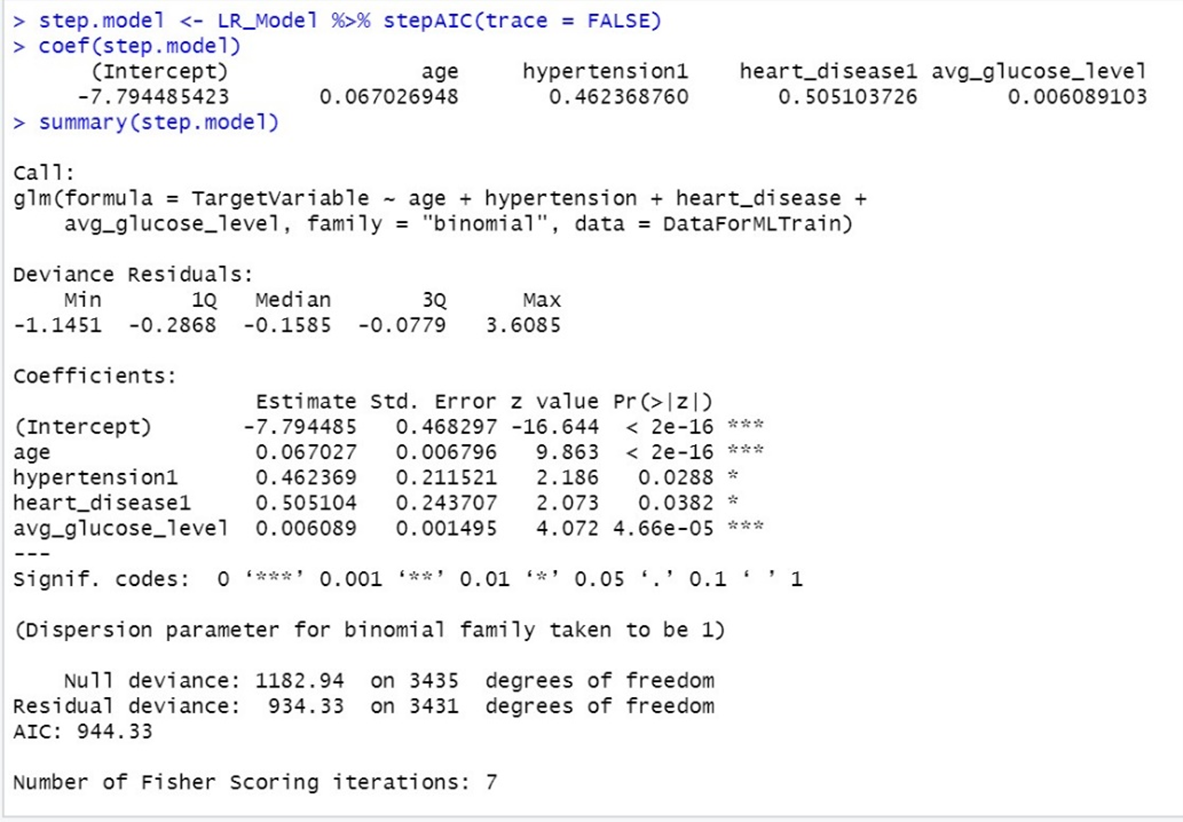 > step.model <- LR_Model %>% stepAIC(trace = FALSE)
> coef(step.model)
(Intercept) age hypertension1 heart_disease1 avg_glucose_level
-7.794485423 0.067026948 0.462368760 0.505103726 0.006089103
> summary(step.model)
Call:
glm(formula = TargetVariable ~ age + hypertension + heart_disease +
avg_glucose_level, family = "binomial", data = DataForMLTrain)
Deviance Residuals:
Min 1Q Median 3Q Max
-1.1451 -0.2868 -0.1585 -0.0779 3.6085
Coefficients:
Estimate Std. Error z value Pr(>|z|)
(Intercept) -7.794485 0.468297 -16.644 < 2e-16 ***
age 0.067027 0.006796 9.863 < 2e-16 ***
hypertension1 0.462369 0.211521 2.186 0.0288 *
heart_disease1 0.505104 0.243707 2.073 0.0382 *
avg_glucose_level 0.006089 0.001495 4.072 4.66e-05 ***
---
Signif. codes: 0 ‘***’ 0.001 ‘**’ 0.01 ‘*’ 0.05 ‘.’ 0.1 ‘ ’ 1
(Dispersion parameter for binomial family taken to be 1)
Null deviance: 1182.94 on 3435 degrees of freedom
Residual deviance: 934.33 on 3431 degrees of freedom
AIC: 944.33
Number of Fisher Scoring iterations: 7